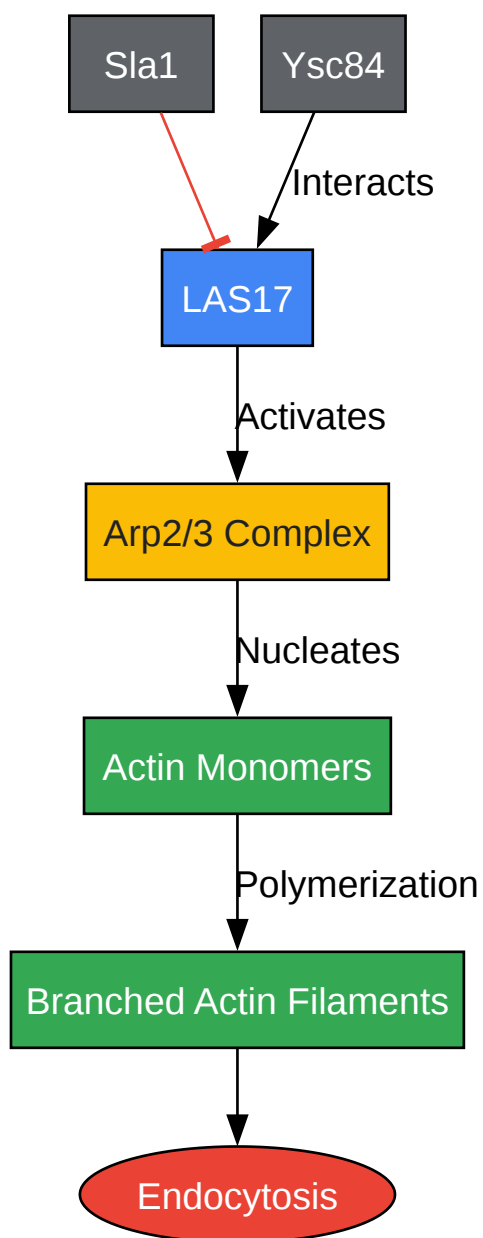 Sla1
Ysc84
Interacts
LAS17
Activates
Arp2/3 Complex
Nucleates
Actin Monomers
Polymerization
Branched Actin Filaments
Endocytosis